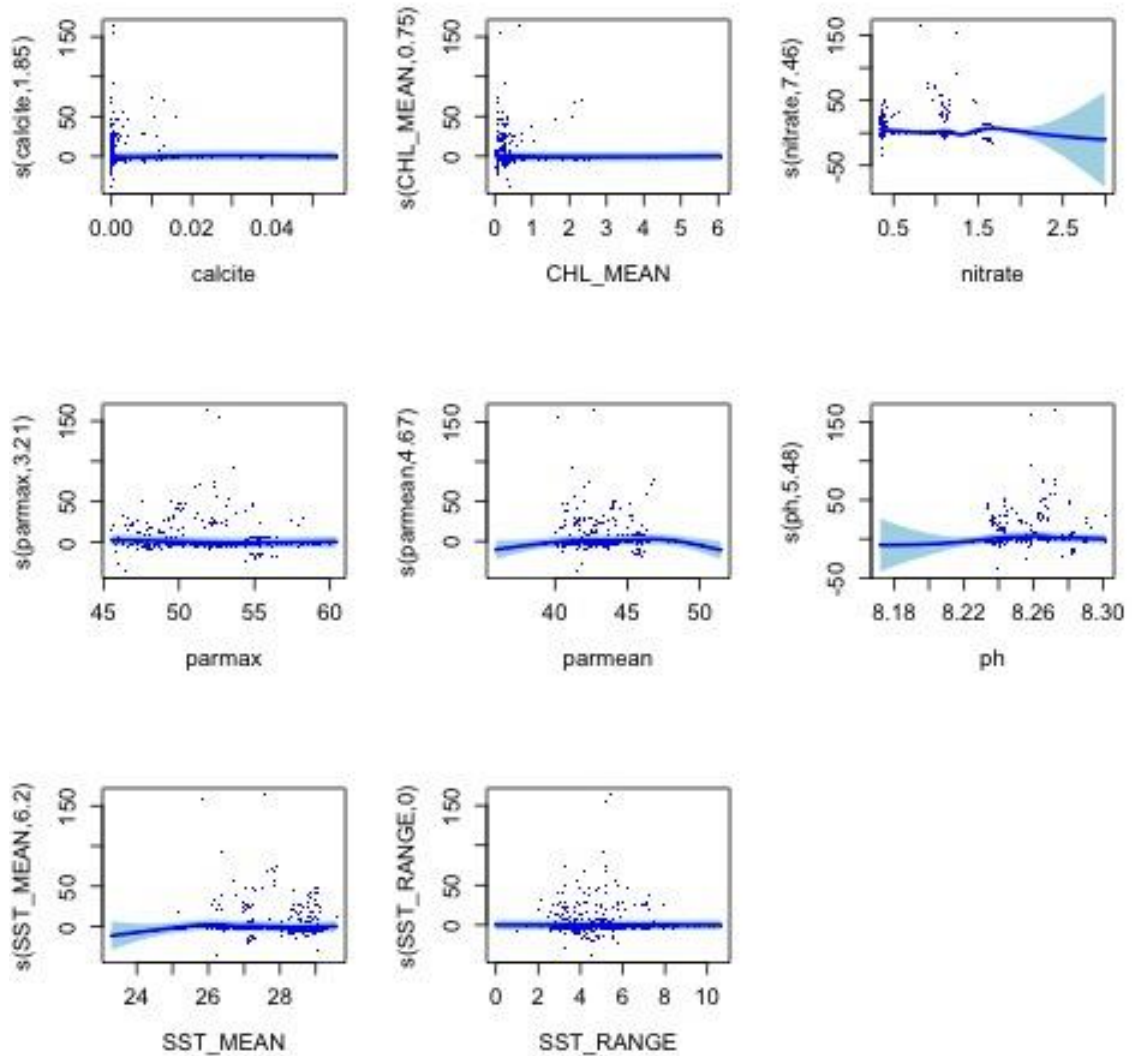 s(calcite,1.85)
150
50
0
0.00 0.02 0.04
calcite
s(CHL_MEAN,0.75)
150
50
0
0 1 2 3 4 5 6
CHL_MEAN
s(nitrate,7.46)
150
50
-50
0.5 1.5 2.5
nitrate
s(parmax,3.21)
150
50
0
45 50 55 60
parmax
s(parmean,4.67)
150
50
0
40 45 50
parmean
s(ph,5.48)
150
50
-50
8.18 8.22 8.26 8.30
ph
s(SST_MEAN,6.2)
150
50
0
24 26 28
SST_MEAN
s(SST_RANGE,0)
150
50
0
0 2 4 6 8 10
SST_RANGE